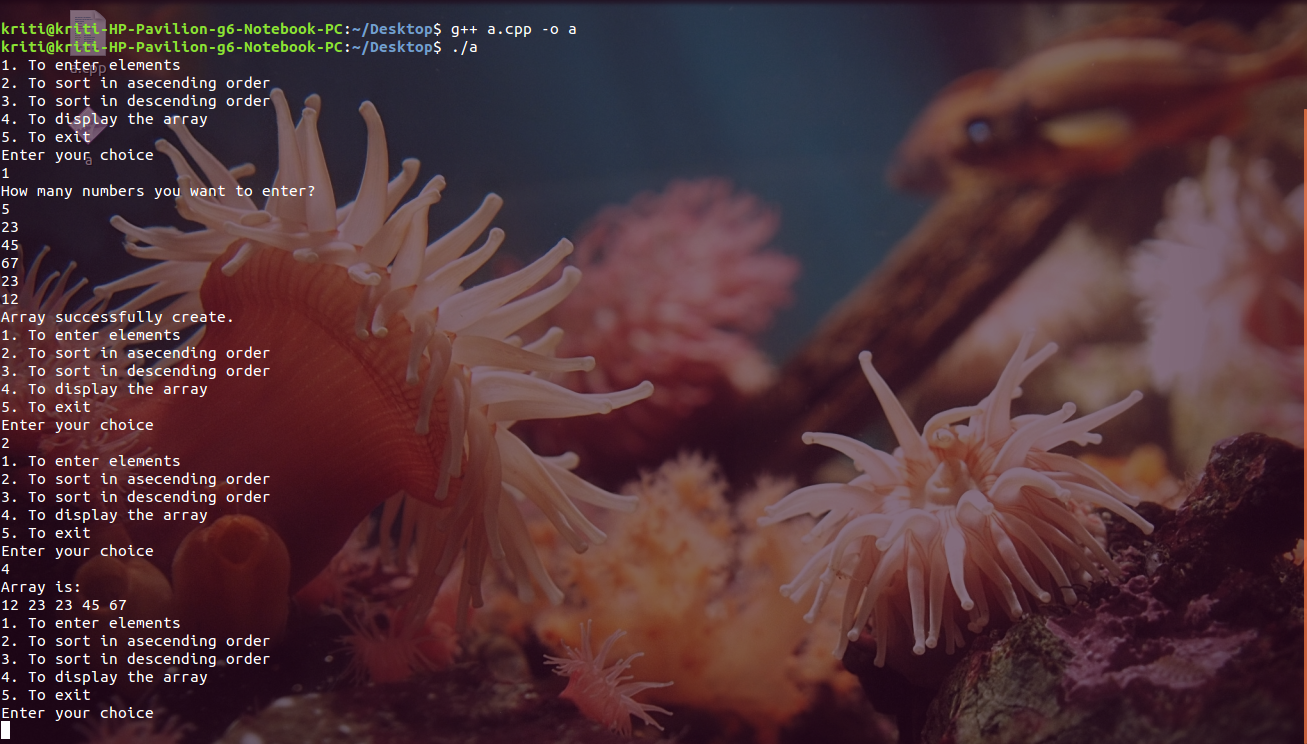 kriti@kriti-HP-Pavilion-g6-Notebook-PC:~/Desktop$ g++ a.cpp -o a
kriti@kriti-HP-Pavilion-g6-Notebook-PC:~/Desktop$ ./a
1. To enter elements
a.cpp
2. To sort in asecending order
3. To sort in descending order
4. To display the array
5. To exit
Enter your choice
a
1
How many numbers you want to enter?
5
23
45
67
23
12
Array successfully create.
1. To enter elements
2. To sort in asecending order
3. To sort in descending order
4. To display the array
5. To exit
Enter your choice
2
1. To enter elements
2. To sort in asecending order
3. To sort in descending order
4. To display the array
5. To exit
Enter your choice
4
Array is:
12 23 23 45 67
1. To enter elements
2. To sort in asecending order
3. To sort in descending order
4. To display the array
5. To exit
Enter your choice